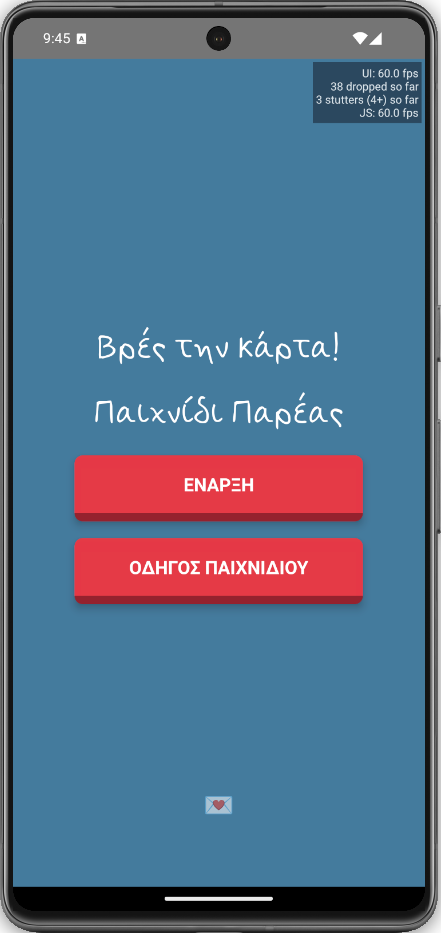 9:45 A
UI: 60.0 fps
38 dropped so far
3 stutters (4+) so far
JS: 60.0 fps
Βρές την κάρτα!
Παιχνίδι Παρέας
ΕΝΑΡΞΗ
ΟΔΗΓΟΣ ΠΑΙΧΝΙΔΙΟΥ